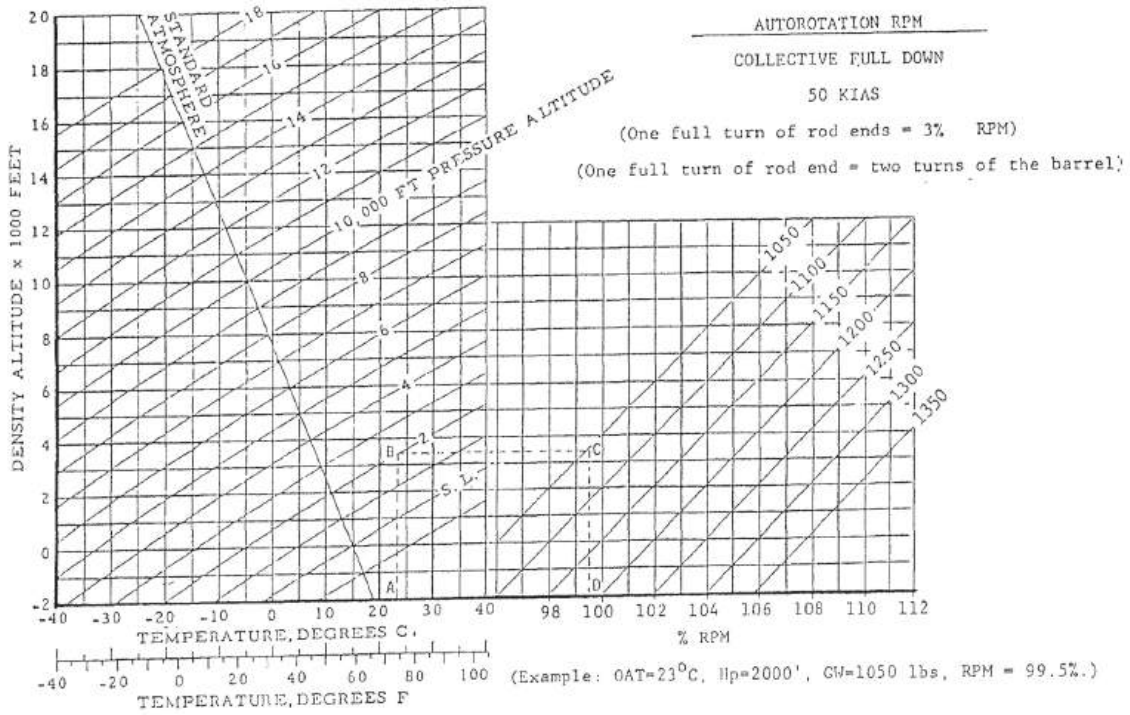 AUTOROTATION RPM
COLLECTIVE FULL DOWN
50 KIAS
(One full turn of rod ends = 3% RPM)
(One full turn of rod end = two turns of the barrel)
DENSITY ALTITUDE x 1000 FEET
20
18
16
14
12
10
8
6
4
2
0
-2
STANDARD
ATMOSPHERE
18
16
14
12
10,000 FT PRESSURE ALTITUDE
8
6
4
2
S. L.
1050
1100
1150
1200
1250
1300
1350
B
C
A
D
-40 -30 -20 -10 0 10 20 30 40
TEMPERATURE, DEGREES C.
98 100 102 104 106 108 110 112
% RPM
-40 -20 0 20 40 60 80 100
TEMPERATURE, DEGREES F
(Example: OAT=23°C, Hp=2000', GW=1050 lbs, RPM = 99.5%.)